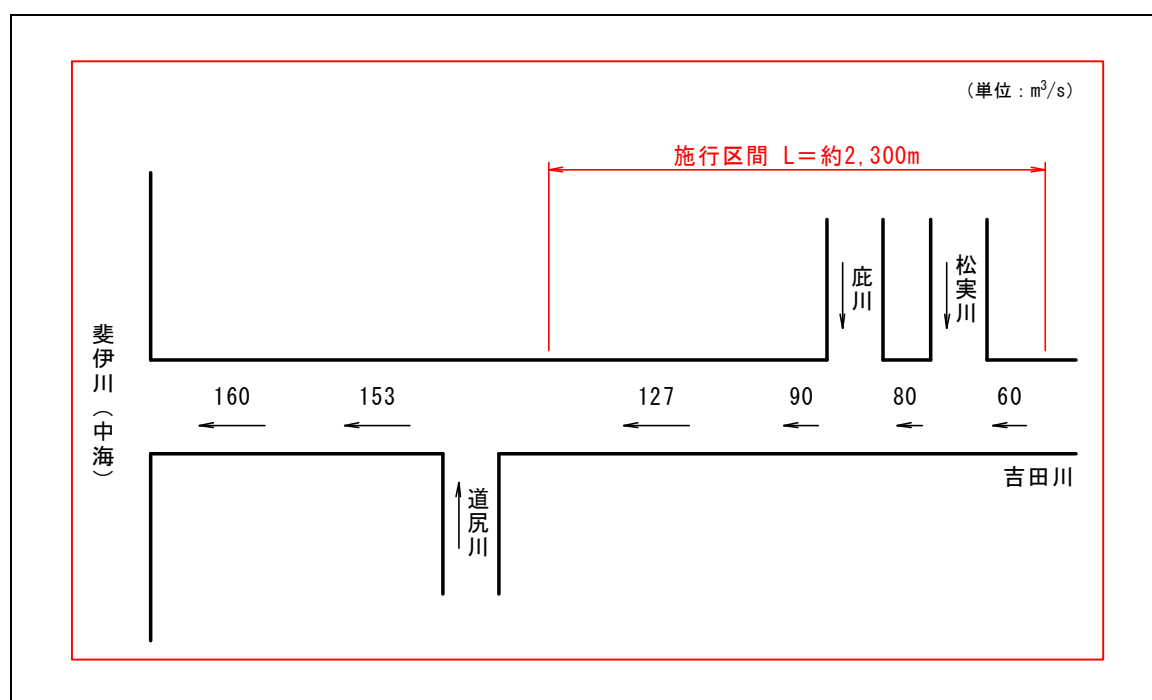 (単位：m³/s)
施行区間 L＝約2,300m
庇川
松実川
斐伊川（中海）
160
153
127
90
80
60
道尻川
吉田川